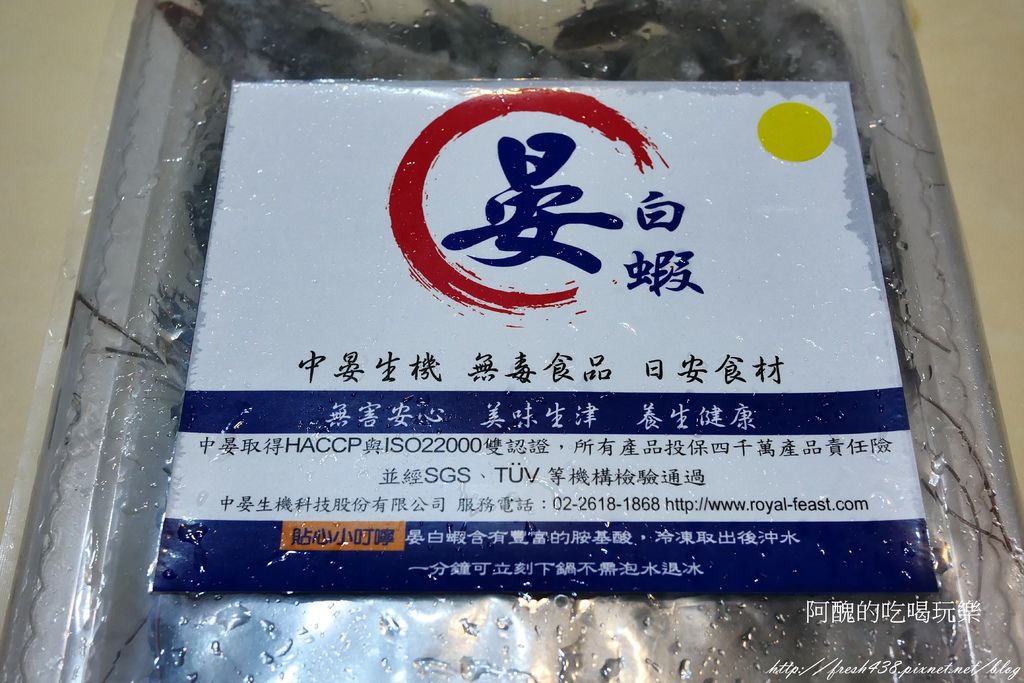 晏
白
蝦
中晏生機 無毒食品 日安食材
無害安心 美味生津 養生健康
中晏取得HACCP與ISO22000雙認證，所有產品投保四千萬產品責任險
並經SGS、TÜV 等機構檢驗通過
中晏生機科技股份有限公司 服務電話：02-2618-1868 http://www.royal-feast.com
貼心小叮嚀 晏白蝦含有豐富的胺基酸，冷凍取出後沖水
一分鐘可立刻下鍋不需泡水退冰
阿醜的吃喝玩樂
http://fresh438.pixnet.net/blog